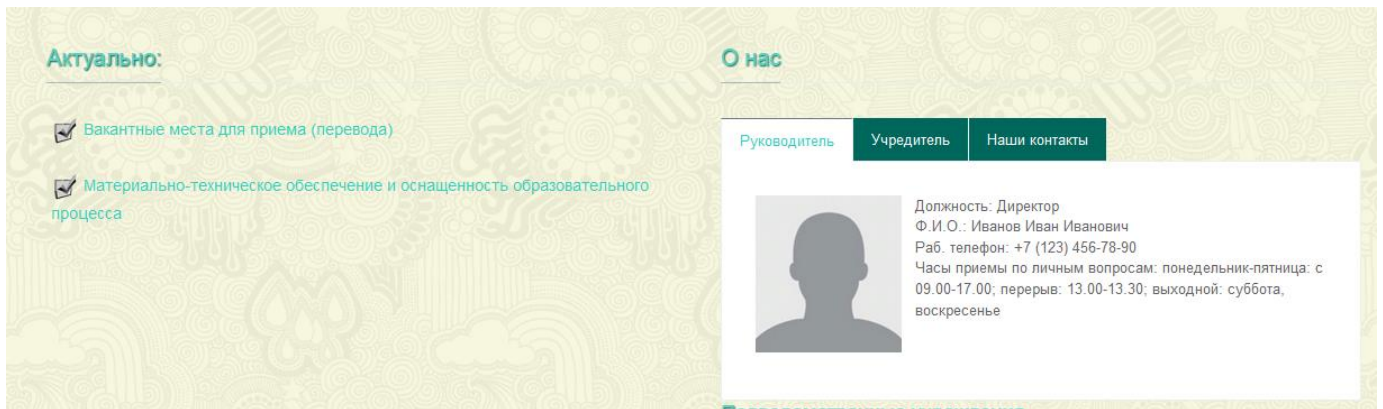 Актуально:
Вакантные места для приема (перевода)
Материально-техническое обеспечение и оснащенность образовательного
процесса
О нас
Руководитель
Учредитель
Наши контакты
Должность: Директор
Ф.И.О.: Иванов Иван Иванович
Раб. телефон: +7 (123) 456-78-90
Часы приемы по личным вопросам: понедельник-пятница: с
09.00-17.00; перерыв: 13.00-13.30; выходной: суббота,
воскресенье